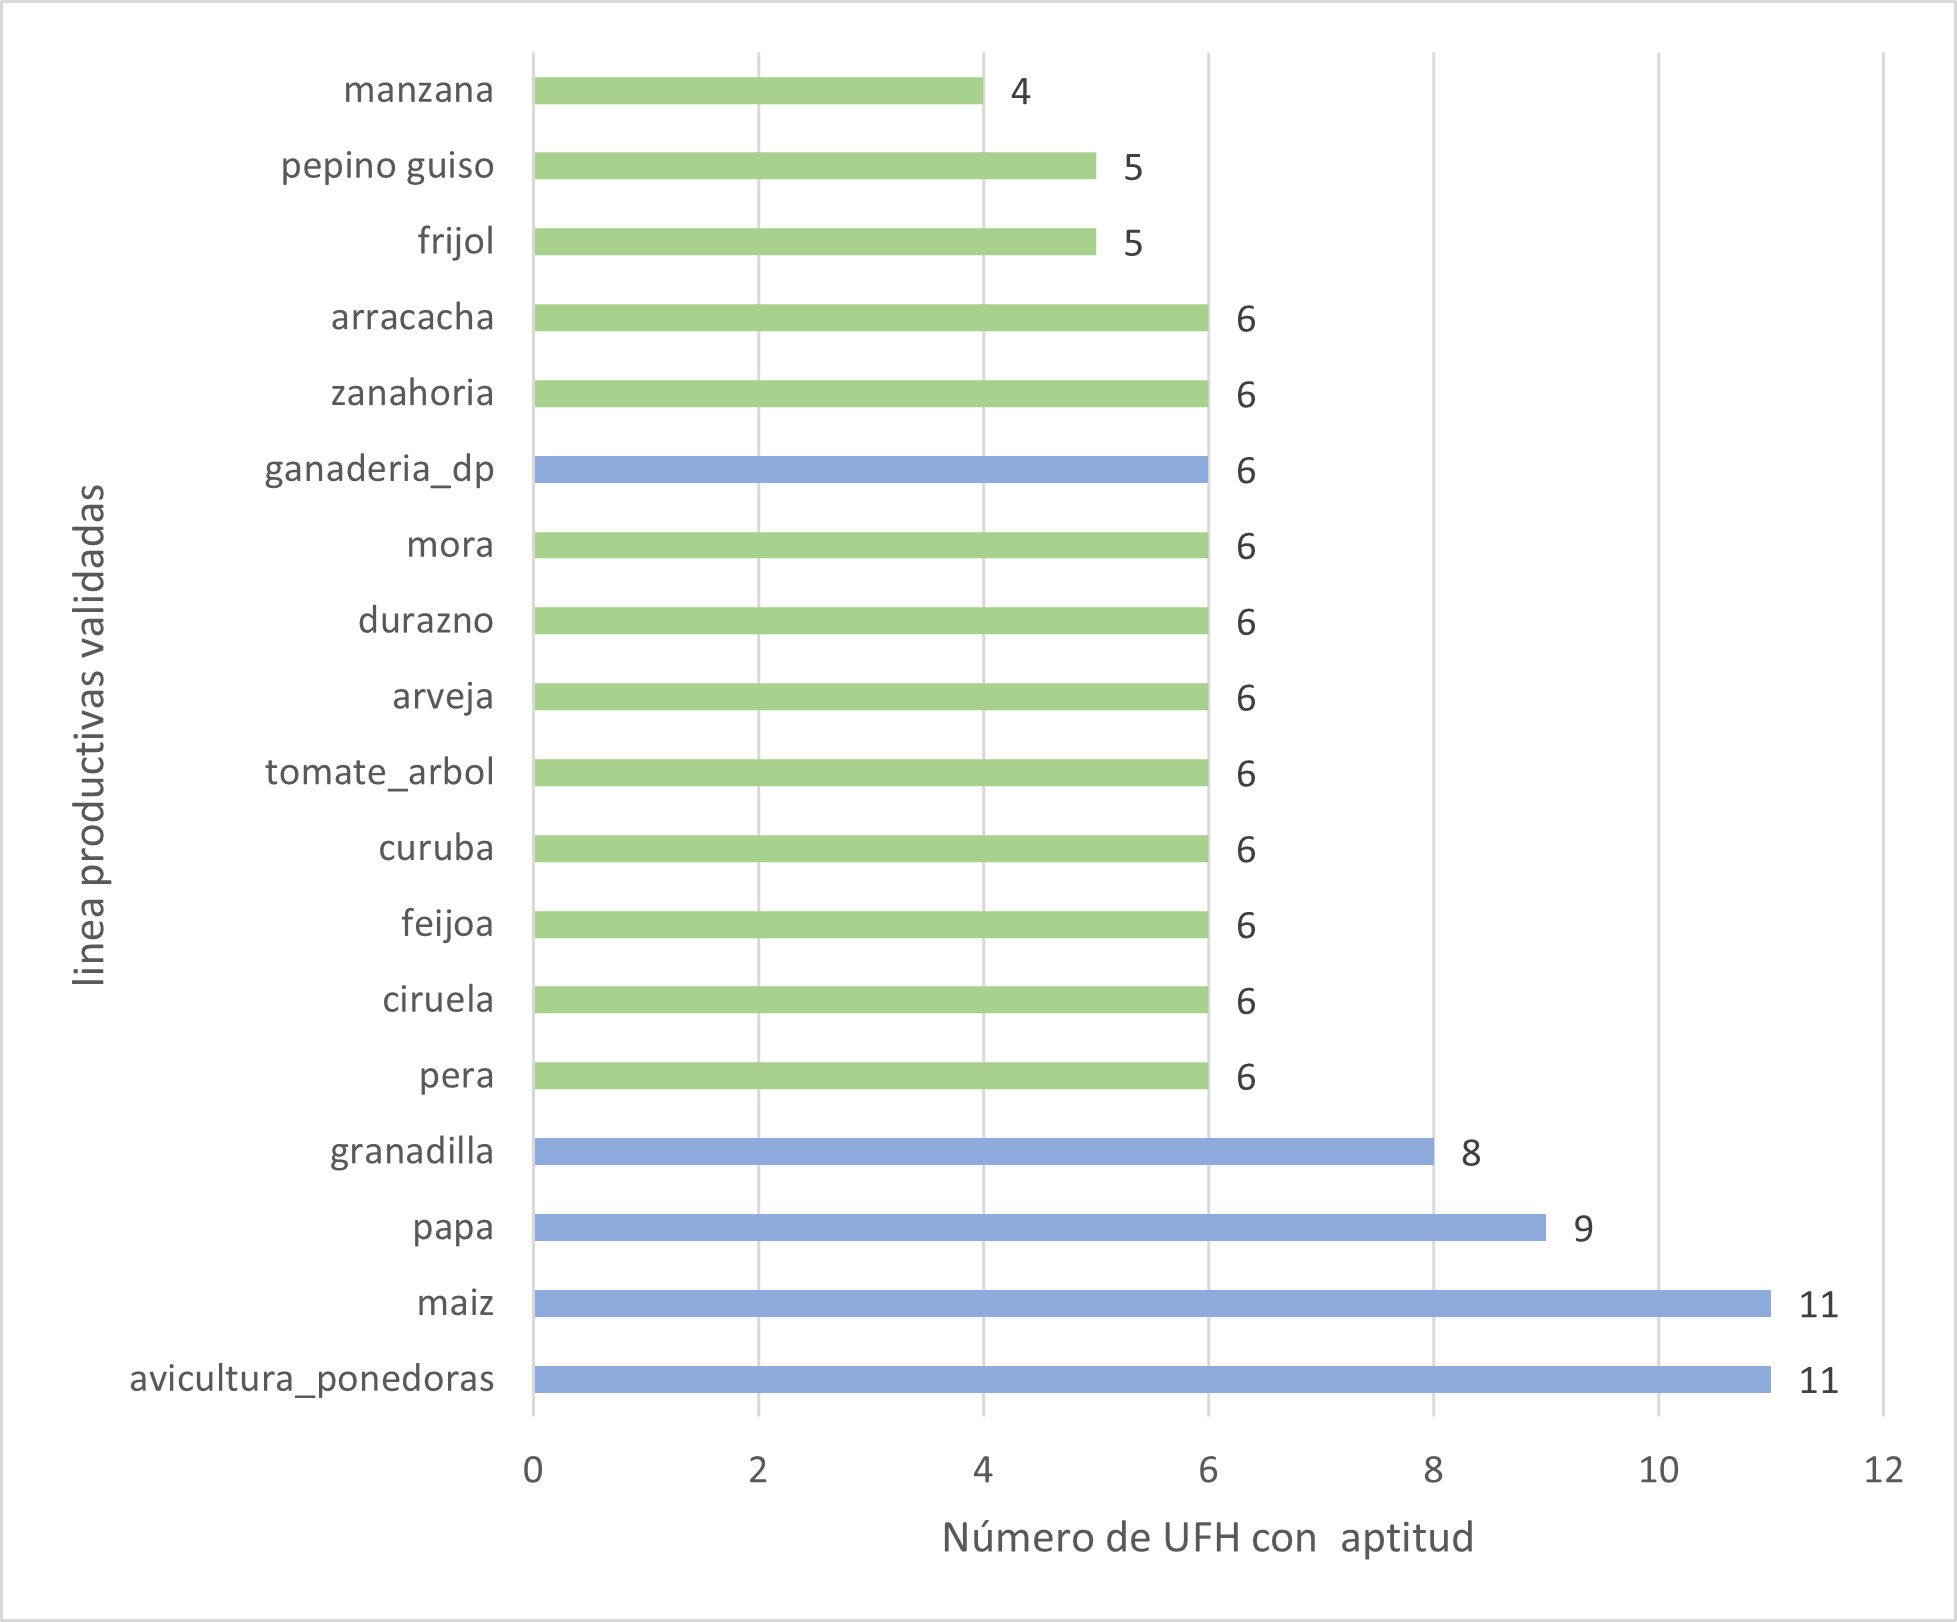 linea productivas validadas
manzana 4
pepino guiso 5
frijol 5
arracacha 6
zanahoria 6
ganaderia_dp 6
mora 6
durazno 6
arveja 6
tomate_arbol 6
curuba 6
feijoa 6
ciruela 6
pera 6
granadilla 8
papa 9
maiz 11
avicultura_ponedoras 11
0 2 4 6 8 10 12
Número de UFH con  aptitud